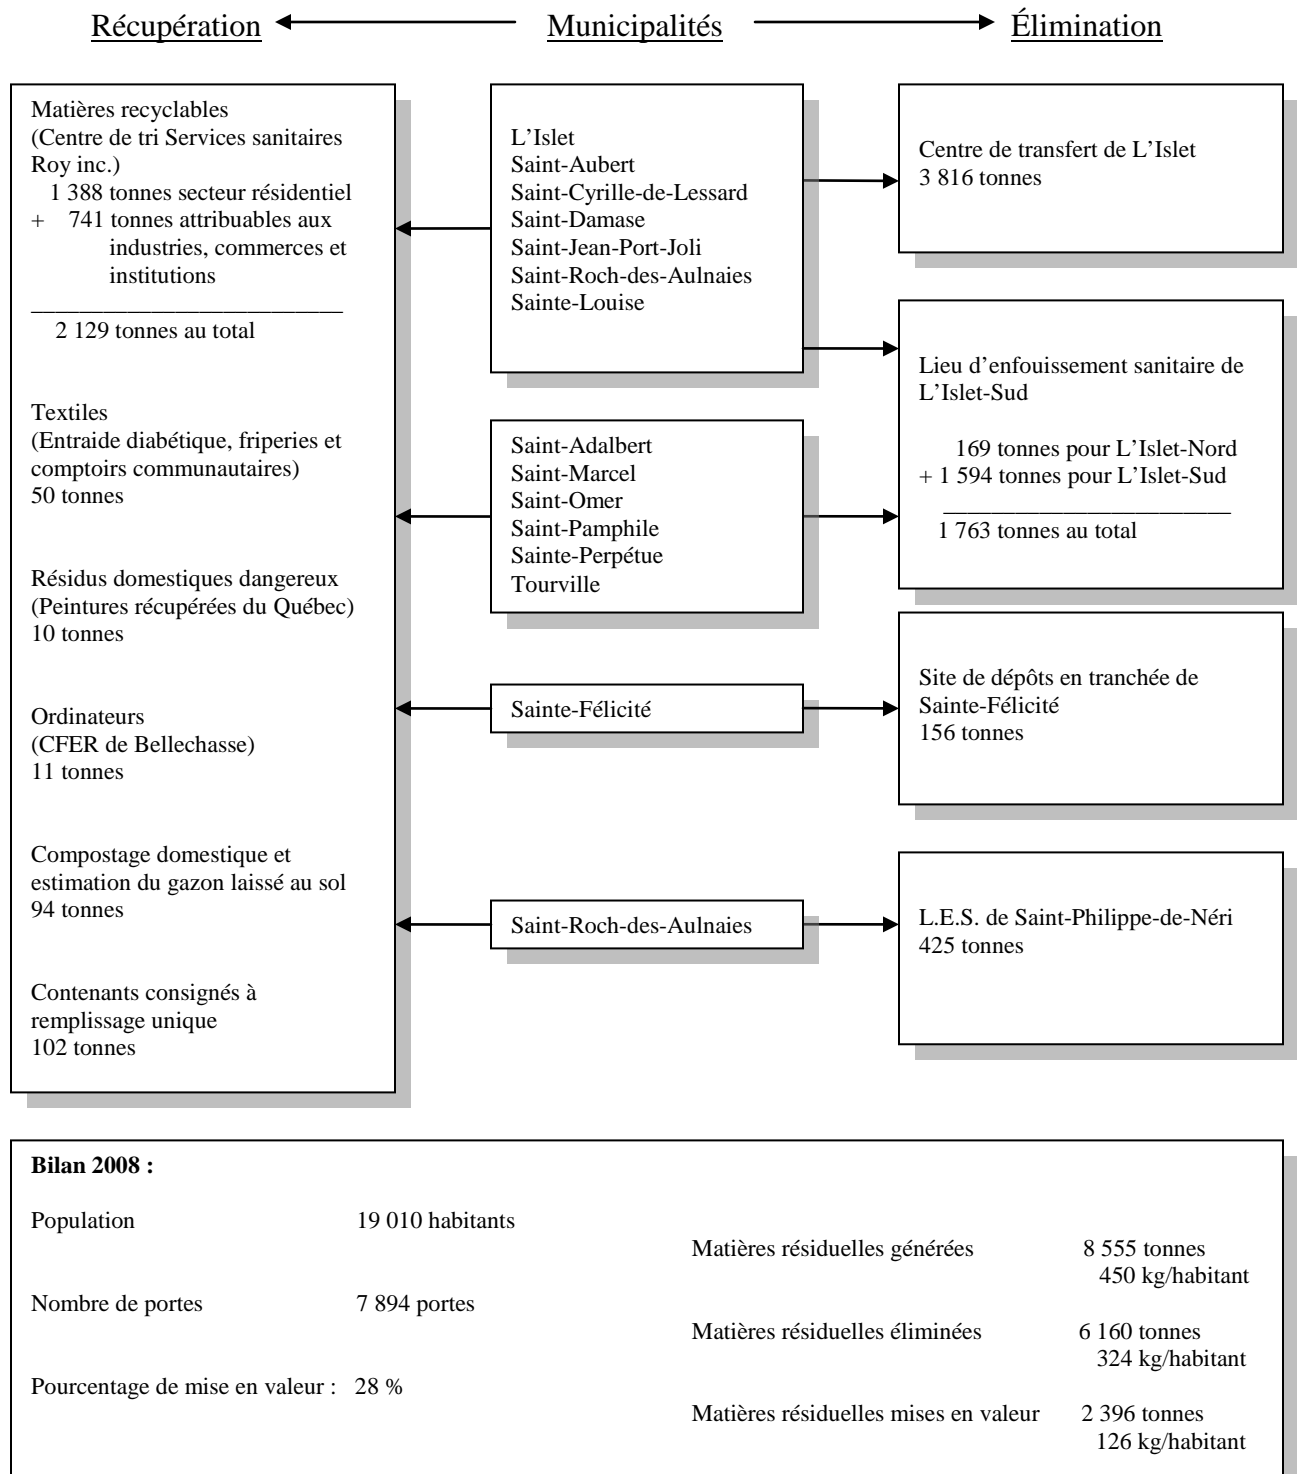 Récupération Municipalités Élimination
Matières recyclables
(Centre de tri Services sanitaires
Roy inc.)
1 388 tonnes secteur résidentiel
+ 741 tonnes attribuables aux
industries, commerces et
institutions
2 129 tonnes au total
Textiles
(Entraide diabétique, friperies et
comptoirs communautaires)
50 tonnes
Résidus domestiques dangereux
(Peintures récupérées du Québec)
10 tonnes
Ordinateurs
(CFER de Bellechasse)
11 tonnes
Compostage domestique et
estimation du gazon laissé au sol
94 tonnes
Contenants consignés à
remplissage unique
102 tonnes
L’Islet
Saint-Aubert
Saint-Cyrille-de-Lessard
Saint-Damase
Saint-Jean-Port-Joli
Saint-Roch-des-Aulnaies
Sainte-Louise
Saint-Adalbert
Saint-Marcel
Saint-Omer
Saint-Pamphile
Sainte-Perpétue
Tourville
Sainte-Félicité
Saint-Roch-des-Aulnaies
Centre de transfert de L’Islet
3 816 tonnes
Lieu d’enfouissement sanitaire de
L’Islet-Sud
169 tonnes pour L’Islet-Nord
+ 1 594 tonnes pour L’Islet-Sud
1 763 tonnes au total
Site de dépôts en tranchée de
Sainte-Félicité
156 tonnes
L.E.S. de Saint-Philippe-de-Néri
425 tonnes
Bilan 2008 :
Population 19 010 habitants
Nombre de portes 7 894 portes
Pourcentage de mise en valeur : 28 %
Matières résiduelles générées 8 555 tonnes
450 kg/habitant
Matières résiduelles éliminées 6 160 tonnes
324 kg/habitant
Matières résiduelles mises en valeur 2 396 tonnes
126 kg/habitant